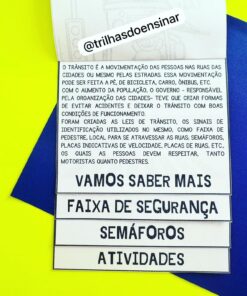 @trilhasdoensinar
O TRÂNSITO É A MOVIMENTAÇÃO DAS PESSOAS NAS RUAS DAS
CIDADES OU MESMO PELAS ESTRADAS. ESSA MOVIMENTAÇÃO
PODE SER FEITA A PÉ, DE BICICLETA, CARRO, ÔNIBUS, ETC.
COM O AUMENTO DA POPULAÇÃO, O GOVERNO - RESPONSÁVEL
PELA ORGANIZAÇÃO DAS CIDADES- TEVE QUE CRIAR FORMAS
DE EVITAR ACIDENTES E DEIXAR O TRÂNSITO COM BOAS
CONDIÇÕES DE FUNCIONAMENTO.
FORAM CRIADAS AS LEIS DE TRÂNSITO, OS SINAIS DE
IDENTIFICAÇÃO UTILIZADOS NO MESMO, COMO FAIXA DE
PEDESTRE, LOCAL PARA SE ATRAVESSAR AS RUAS, SEMÁFOROS,
PLACAS INDICATIVAS DE VELOCIDADE, PLACAS DE RUAS, ETC,
OS QUAIS AS PESSOAS DEVEM RESPEITAR, TANTO
MOTORISTAS QUANTO PEDESTRES.
VAMOS SABER MAIS
FAIXA DE SEGURANÇA
SEMÁFOROS
ATIVIDADES